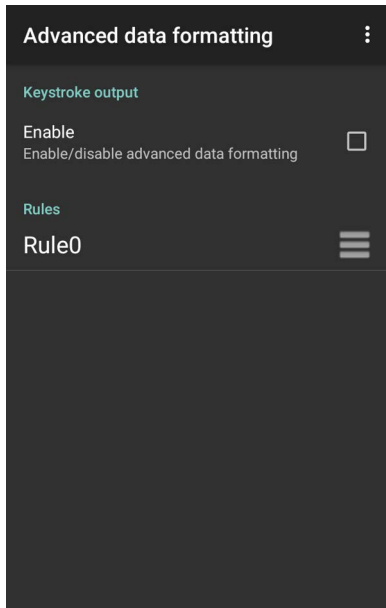 Advanced data formatting
Keystroke output
Enable
Enable/disable advanced data formatting
Rules
Rule0